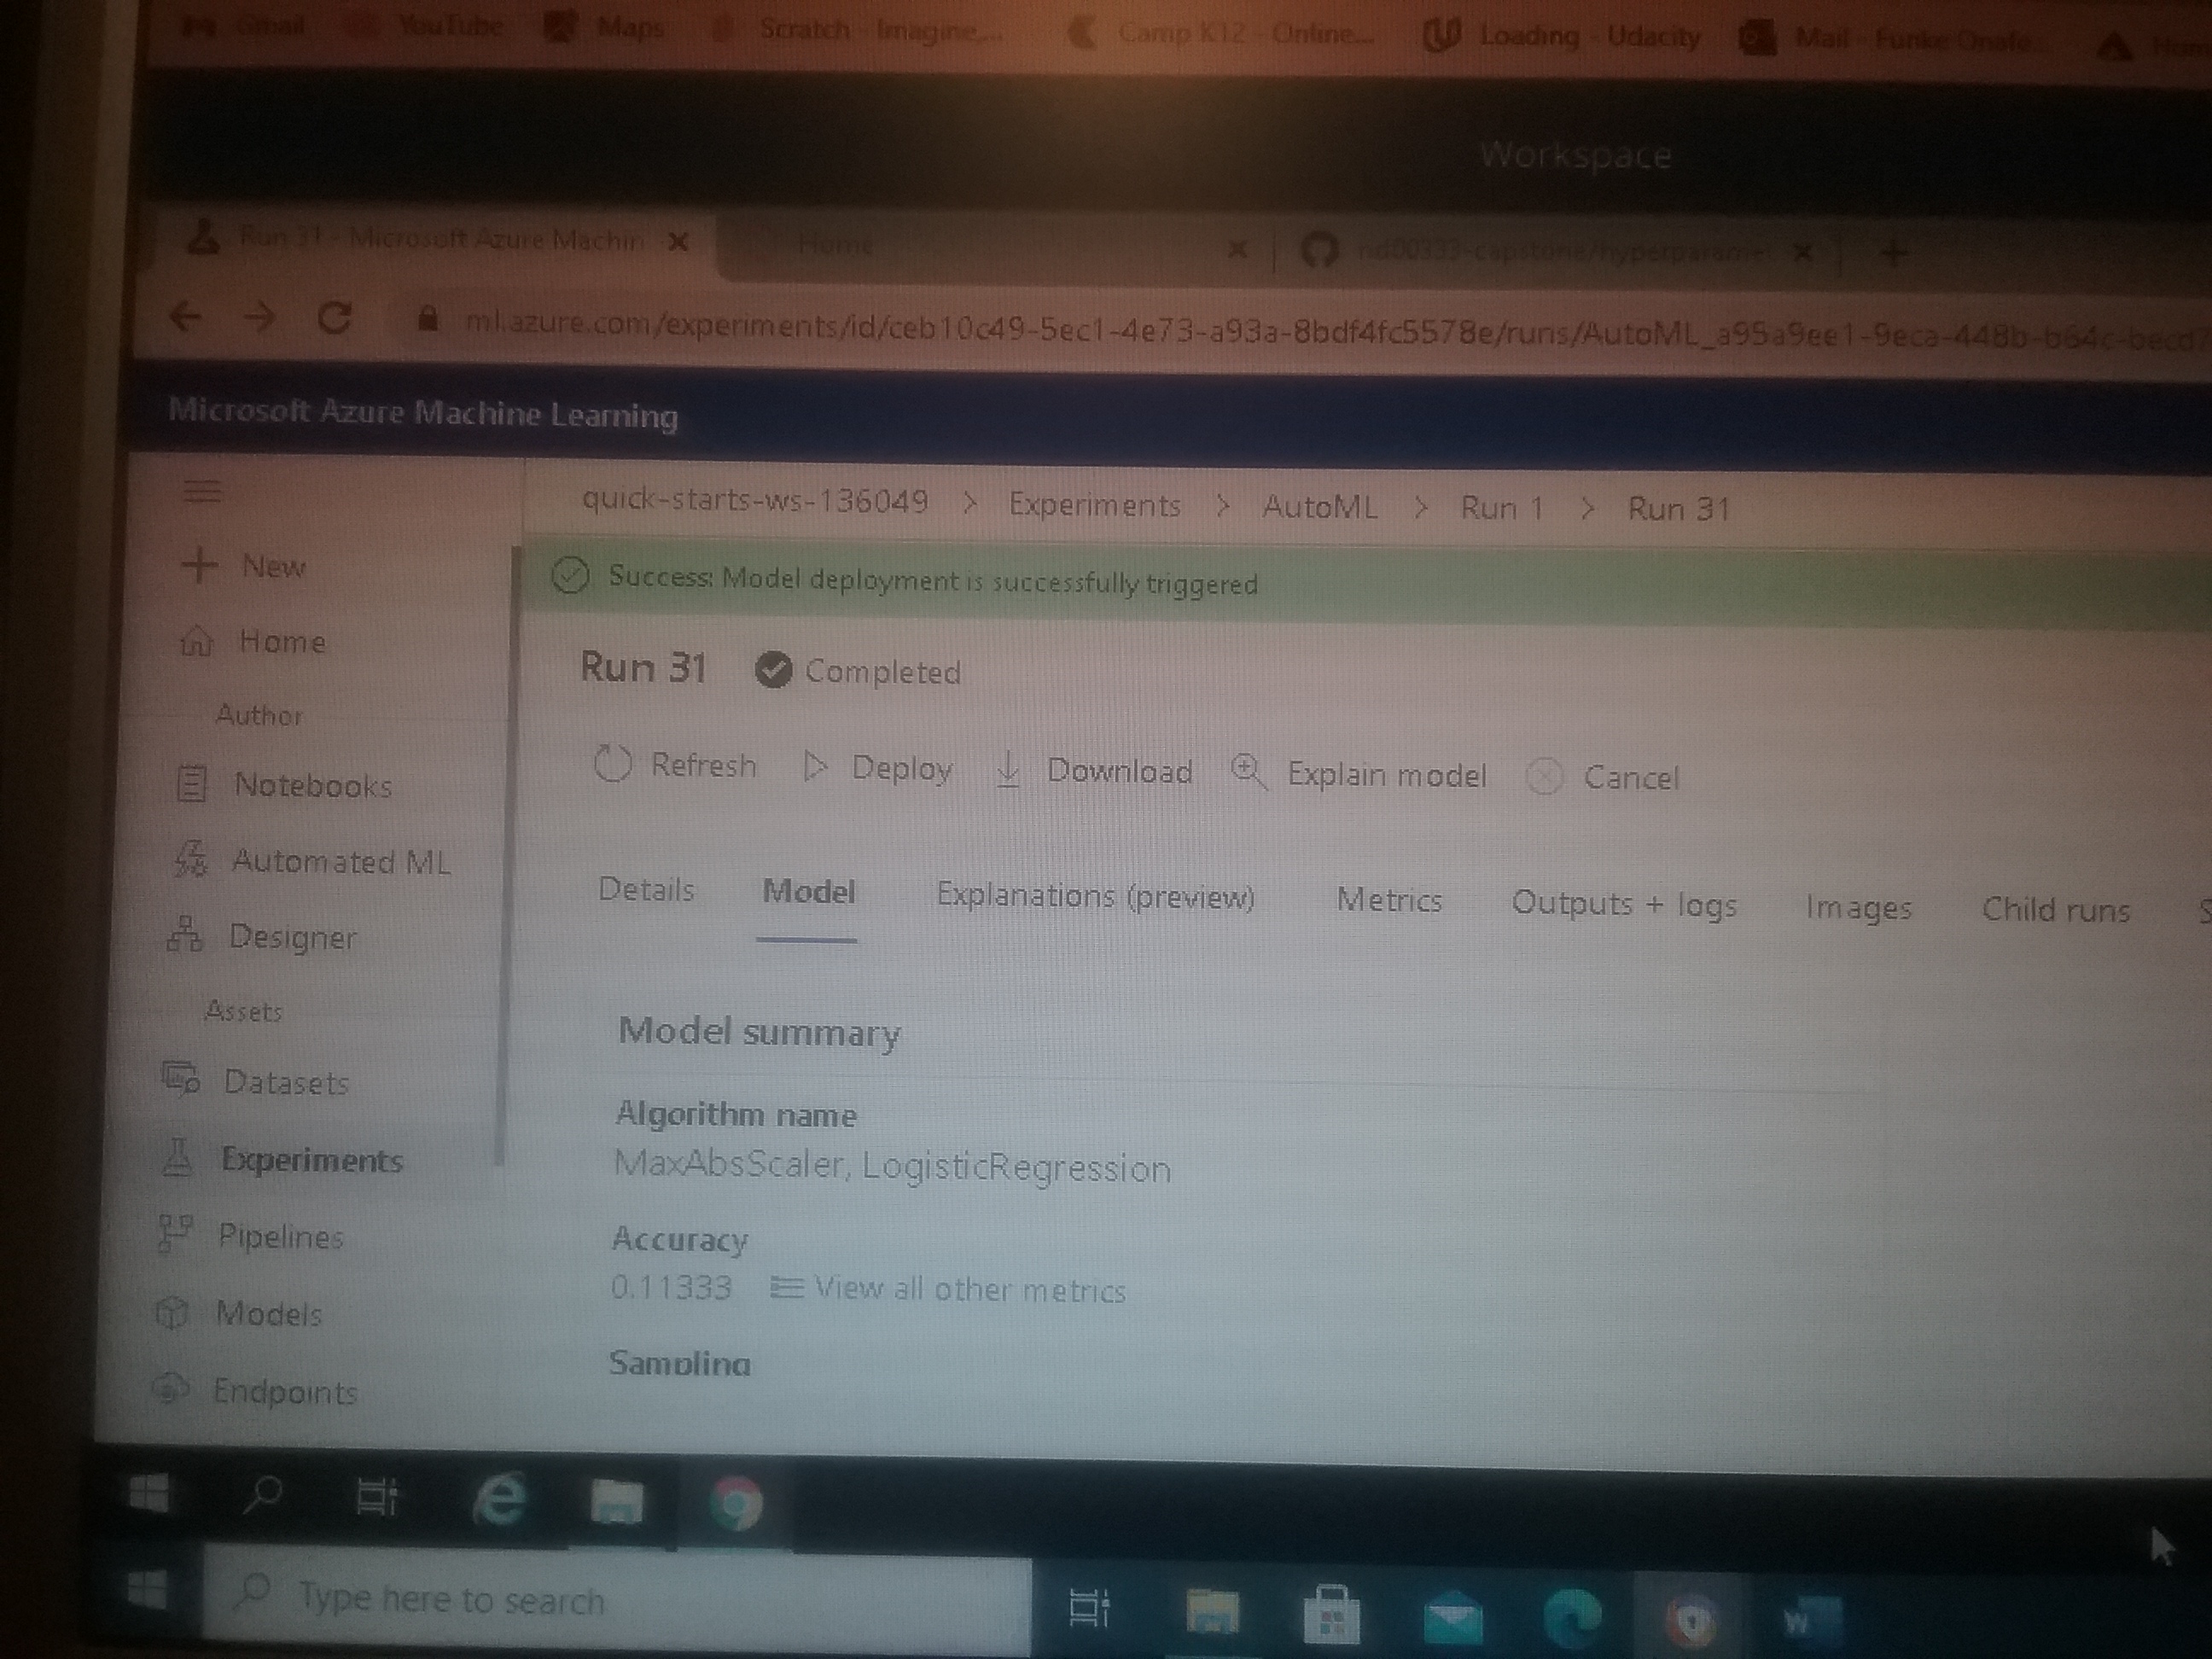 Gmail YouTube Maps Scratch - Imagine,... Camp K12 - Online... Loading - Udacity Mail - Funke Onafe...
Workspace
Run 31 - Microsoft Azure Machin Home nd00333-capstone/hyperparamet
ml.azure.com/experiments/id/ceb10c49-5ec1-4e73-a93a-8bdf4fc5578e/runs/AutoML_a95a9ee1-9eca-448b-b64c-becd7
Microsoft Azure Machine Learning
quick-starts-ws-136049 > Experiments > AutoML > Run 1 > Run 31
New
Success: Model deployment is successfully triggered
Home
Run 31 Completed
Author
Refresh Deploy Download Explain model Cancel
Notebooks
Automated ML
Details Model Explanations (preview) Metrics Outputs + logs Images Child runs S
Designer
Assets
Model summary
Datasets
Algorithm name
Experiments
MaxAbsScaler, LogisticRegression
Pipelines
Accuracy
0.11333 View all other metrics
Models
Sampling
Endpoints
Type here to search